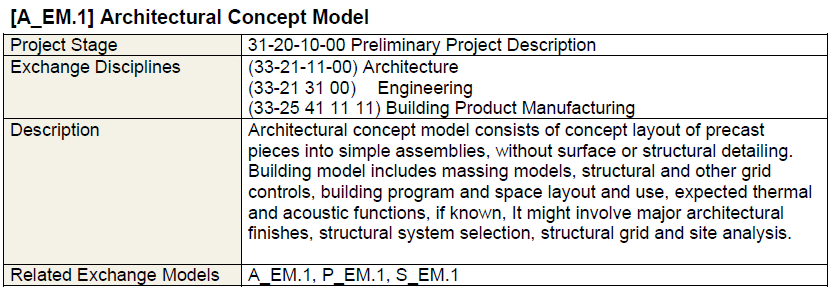 [A_EM.1] Architectural Concept Model
Project Stage 31-20-10-00 Preliminary Project Description
Exchange Disciplines (33-21-11-00) Architecture
(33-21 31 00) Engineering
(33-25 41 11 11) Building Product Manufacturing
Description Architectural concept model consists of concept layout of precast
pieces into simple assemblies, without surface or structural detailing.
Building model includes massing models, structural and other grid
controls, building program and space layout and use, expected thermal
and acoustic functions, if known, It might involve major architectural
finishes, structural system selection, structural grid and site analysis.
Related Exchange Models A_EM.1, P_EM.1, S_EM.1